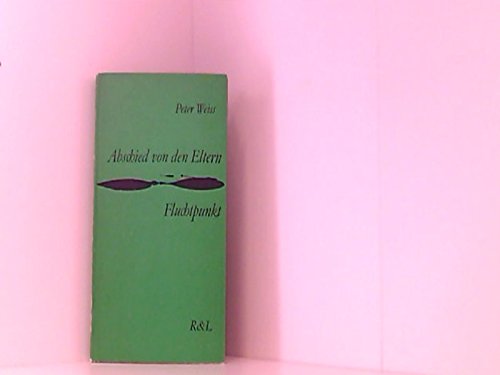 Peter Weiss
Abschied von den Eltern
Fluchtpunkt
R&L